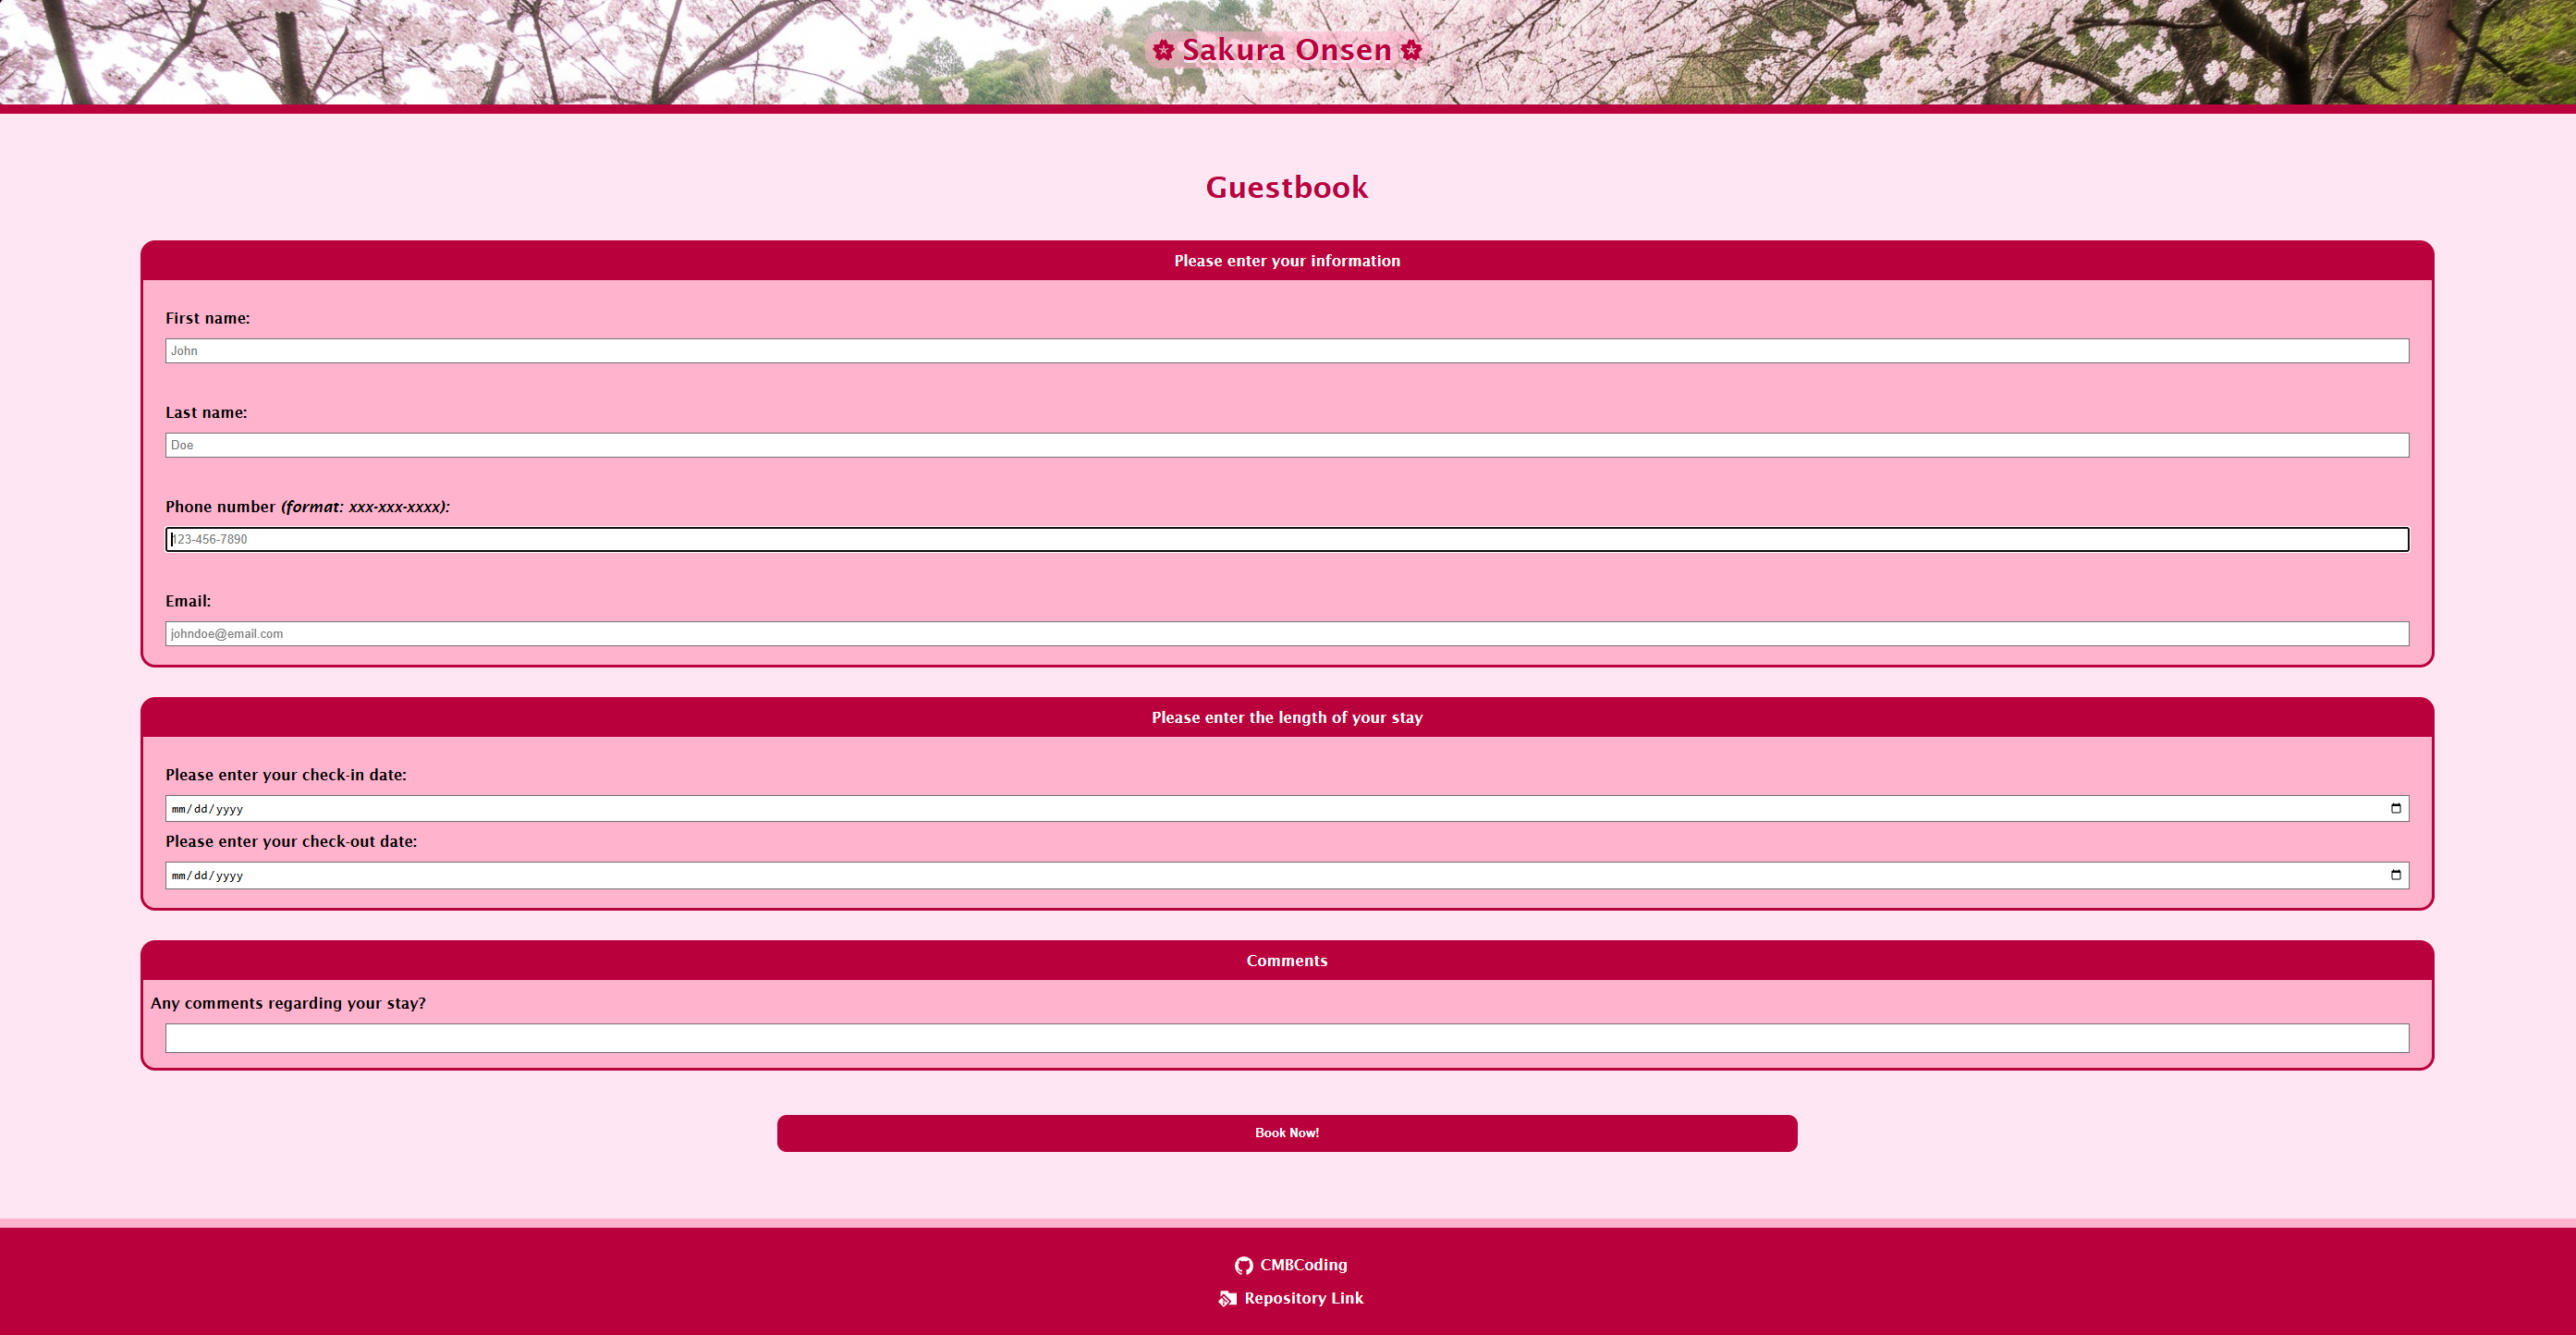 Sakura Onsen
Guestbook
Please enter your information
First name:
John
Last name:
Doe
Phone number (format: xxx-xxx-xxxx):
123-456-7890
Email:
johndoe@email.com
Please enter the length of your stay
Please enter your check-in date:
mm/dd/yyyy
Please enter your check-out date:
mm/dd/yyyy
Comments
Any comments regarding your stay?
Book Now!
CMBCoding
Repository Link